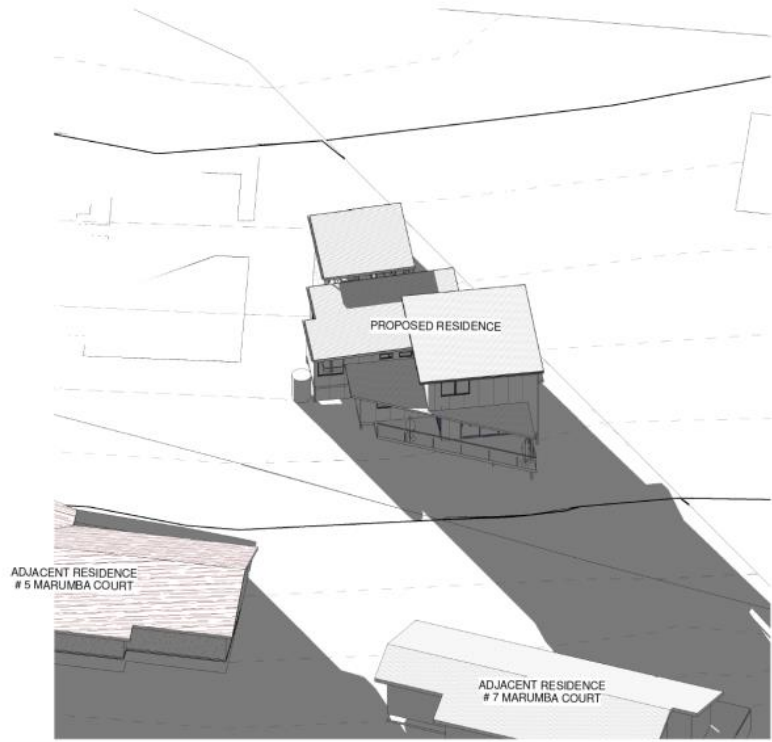 PROPOSED RESIDENCE
ADJACENT RESIDENCE
# 5 MARUMBA COURT
ADJACENT RESIDENCE
# 7 MARUMBA COURT